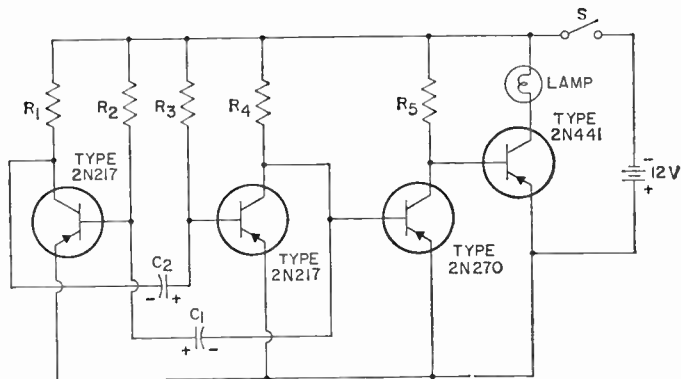 S
LAMP
R1
R2
R3
R4
R5
TYPE
2N441
TYPE
2N217
-
12V
+
C2
- +
TYPE
2N217
TYPE
2N270
C1
+ -